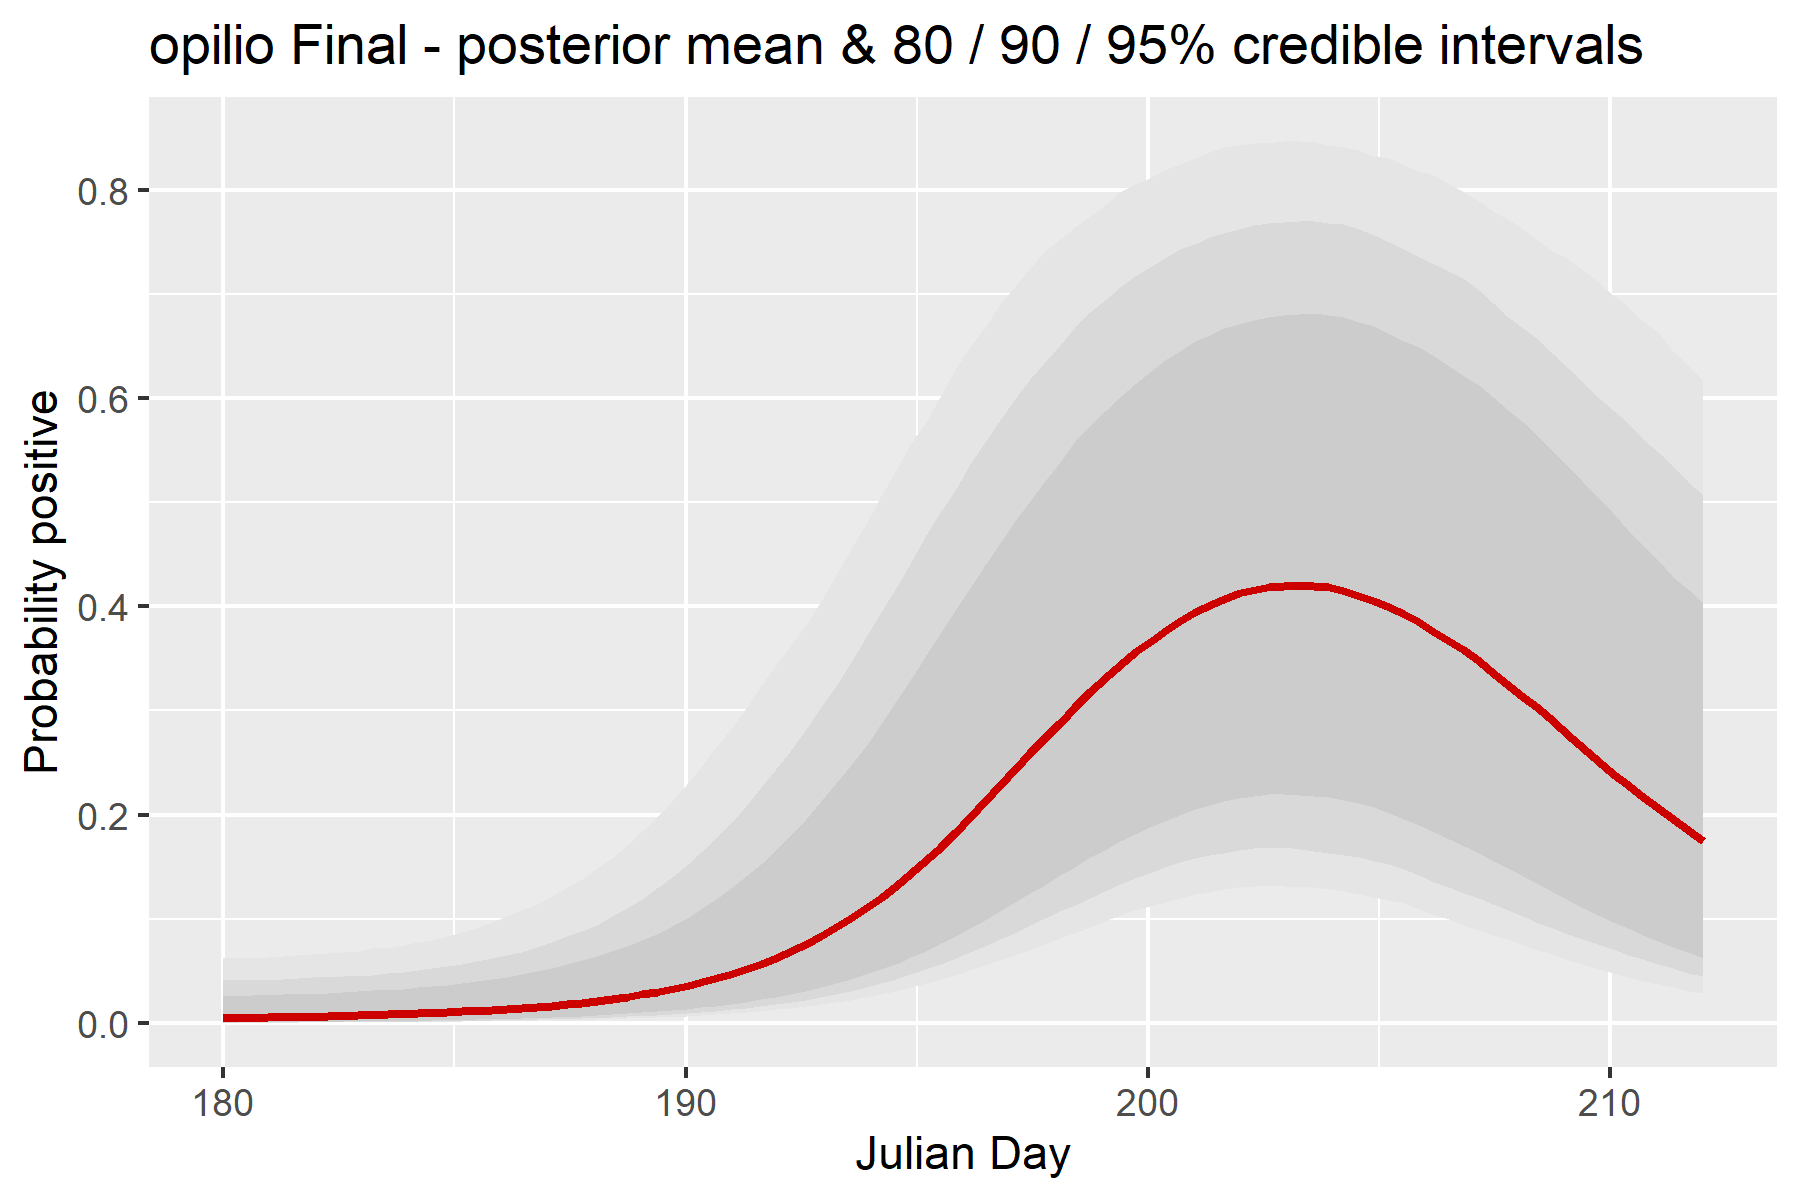 opilio Final - posterior mean & 80 / 90 / 95% credible intervals
Probability positive
0.8
0.6
0.4
0.2
0.0
180 190 200 210
Julian Day